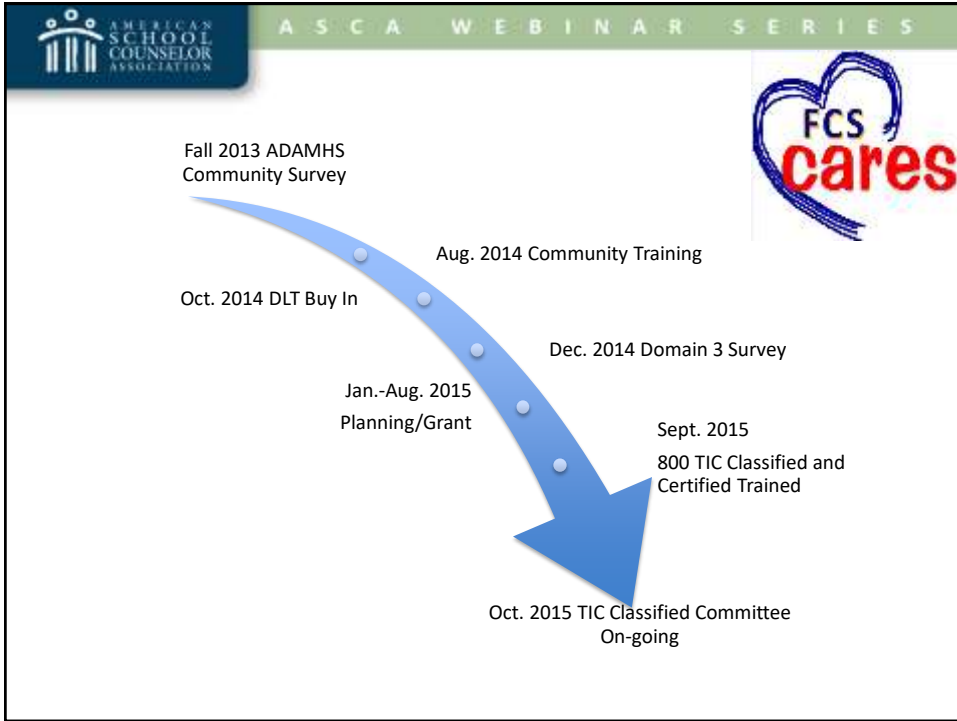 AMERICAN
SCHOOL
COUNSELOR
ASSOCIATION
ASCA WEBINAR SERIES
FCS
cares
Fall 2013 ADAMHS
Community Survey
Aug. 2014 Community Training
Oct. 2014 DLT Buy In
Dec. 2014 Domain 3 Survey
Jan.-Aug. 2015
Planning/Grant
Sept. 2015
800 TIC Classified and
Certified Trained
Oct. 2015 TIC Classified Committee
On-going